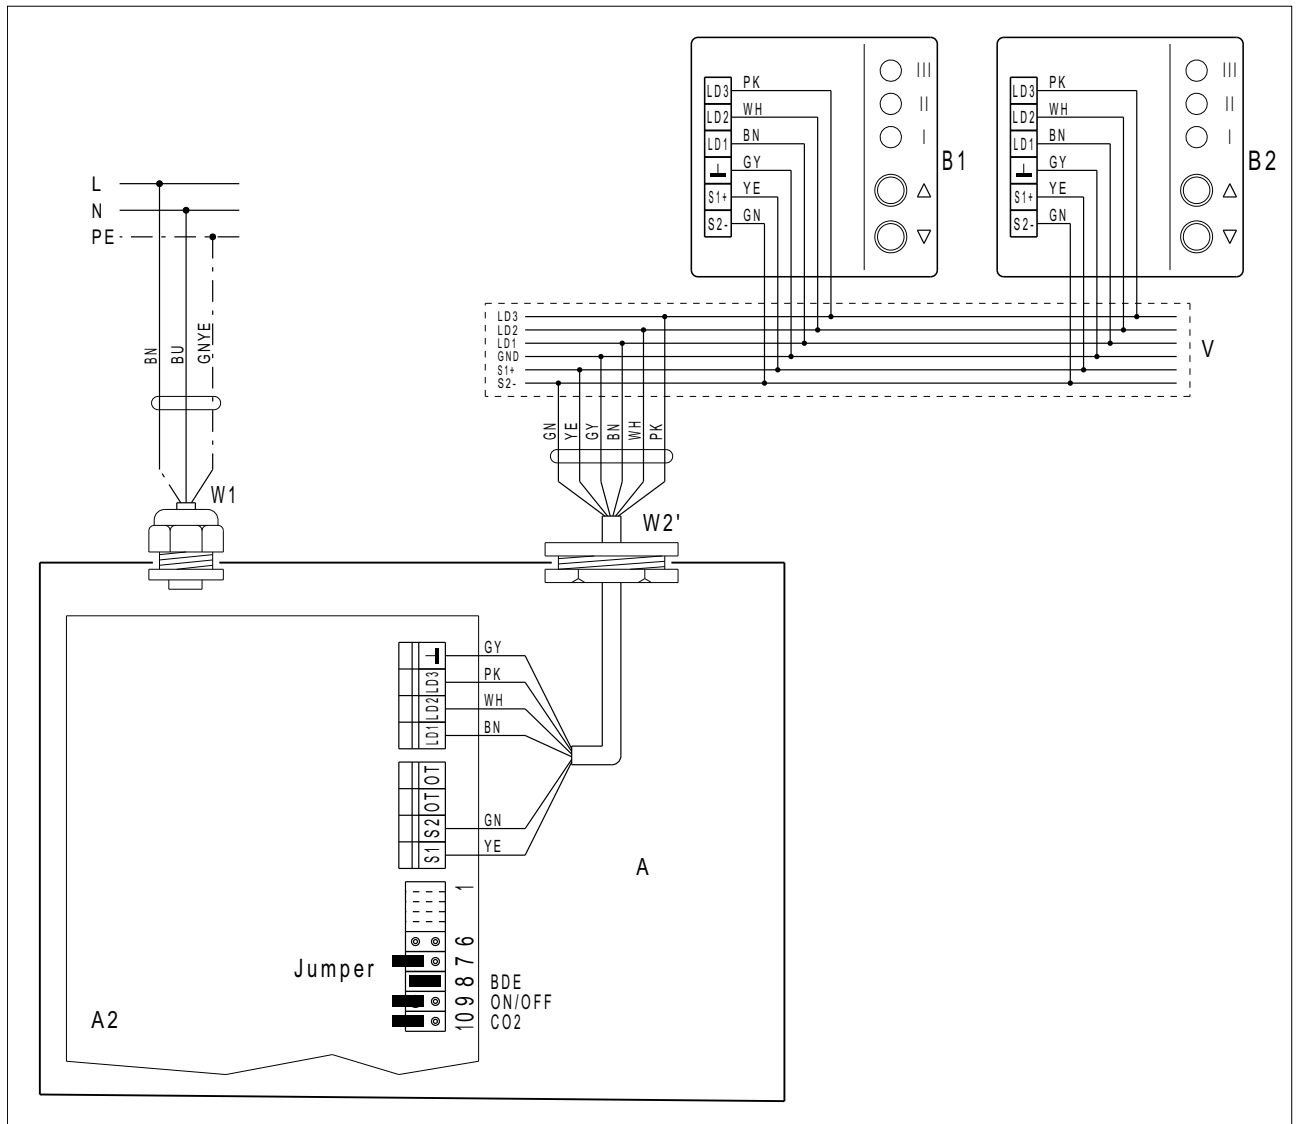 LD3 PK III
LD2 WH II
LD1 BN I
GY
S1+ YE
S2- GN
B1
LD3 PK III
LD2 WH II
LD1 BN I
GY
S1+ YE
S2- GN
B2
L
N
PE
BN BU GNYE
W1
LD3
LD2
LD1
GND
S1+
S2-
V
GN YE GY BN WH PK
W2'
GY
LD3 PK
LD2 WH
LD1 BN
OT
OT
S2 GN
S1 YE
A
1
6
Jumper
7
8 BDE
9 ON/OFF
10 CO2
A2